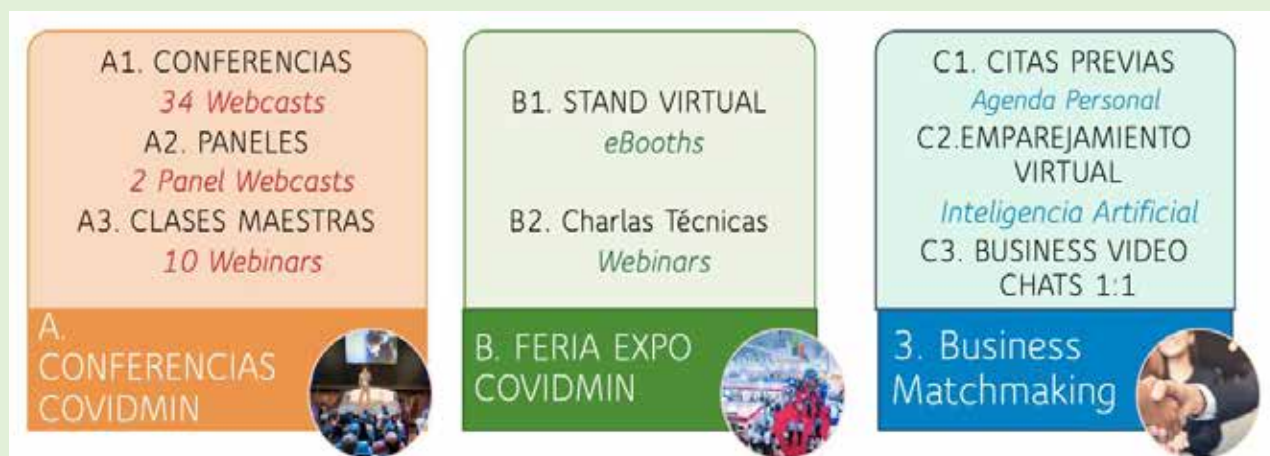 A1. CONFERENCIAS
34 Webcasts
A2. PANELES
2 Panel Webcasts
A3. CLASES MAESTRAS
10 Webinars
A.
CONFERENCIAS
COVIDMIN
B1. STAND VIRTUAL
eBooths
B2. Charlas Técnicas
Webinars
B. FERIA EXPO
COVIDMIN
C1. CITAS PREVIAS
Agenda Personal
C2.EMPAREJAMIENTO
VIRTUAL
Inteligencia Artificial
C3. BUSINESS VIDEO
CHATS 1:1
3. Business
Matchmaking